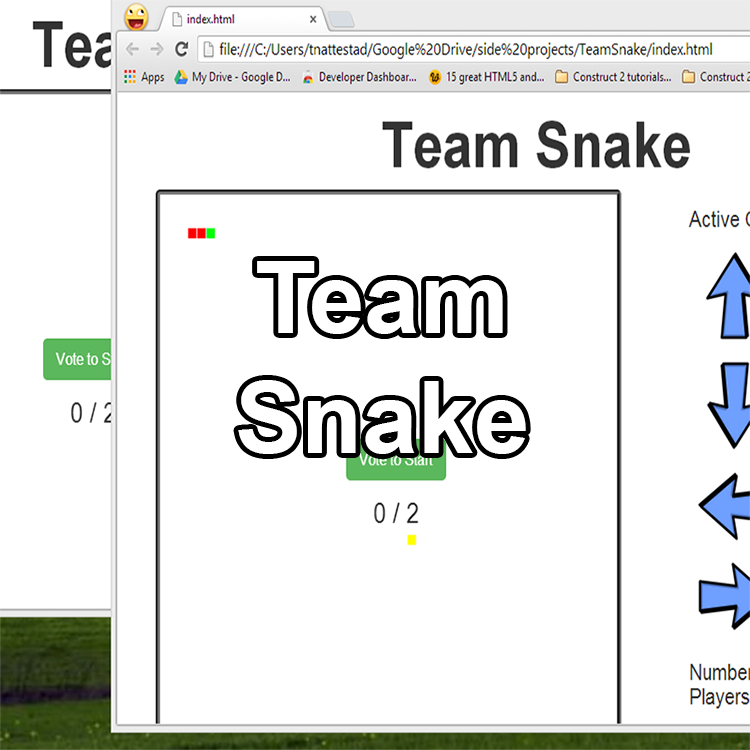 Tea
Vote to S
0 / 2
index.html
file:///C:/Users/tnattestad/Google%20Drive/side%20projects/TeamSnake/index.html
Apps My Drive - Google D... Developer Dashboar... 15 great HTML5 and... Construct 2 tutorials... Construct 2
Team Snake
Active
Team
Snake
Vote to Start
0 / 2
Number
Players